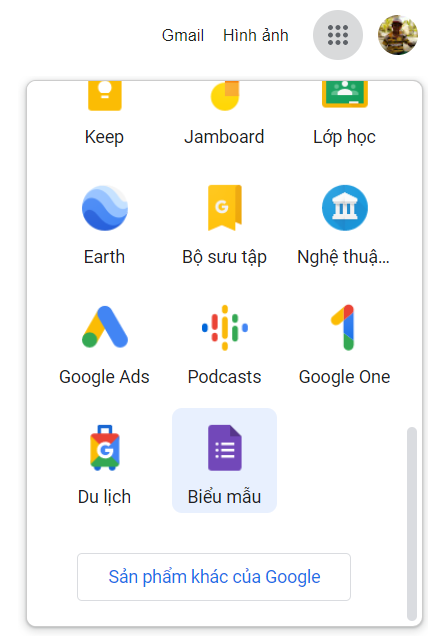 Gmail Hình ảnh
Keep Jamboard Lớp học
Earth Bộ sưu tập Nghệ thuậ...
G
Google Ads Podcasts Google One
G
Du lịch Biểu mẫu
Sản phẩm khác của Google